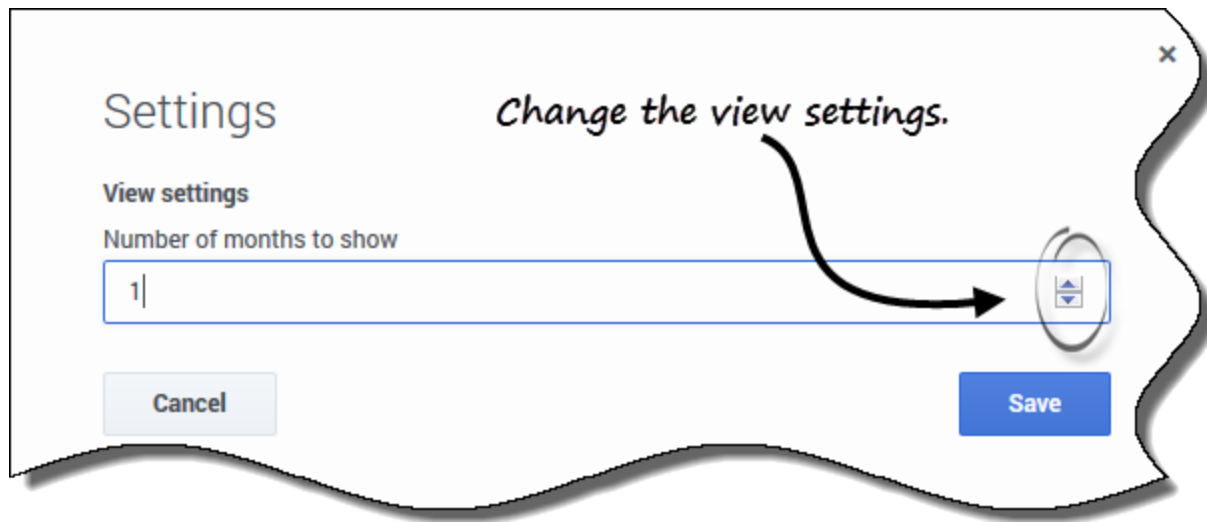 ×
Settings
Change the view settings.
View settings
Number of months to show
1
Cancel
Save